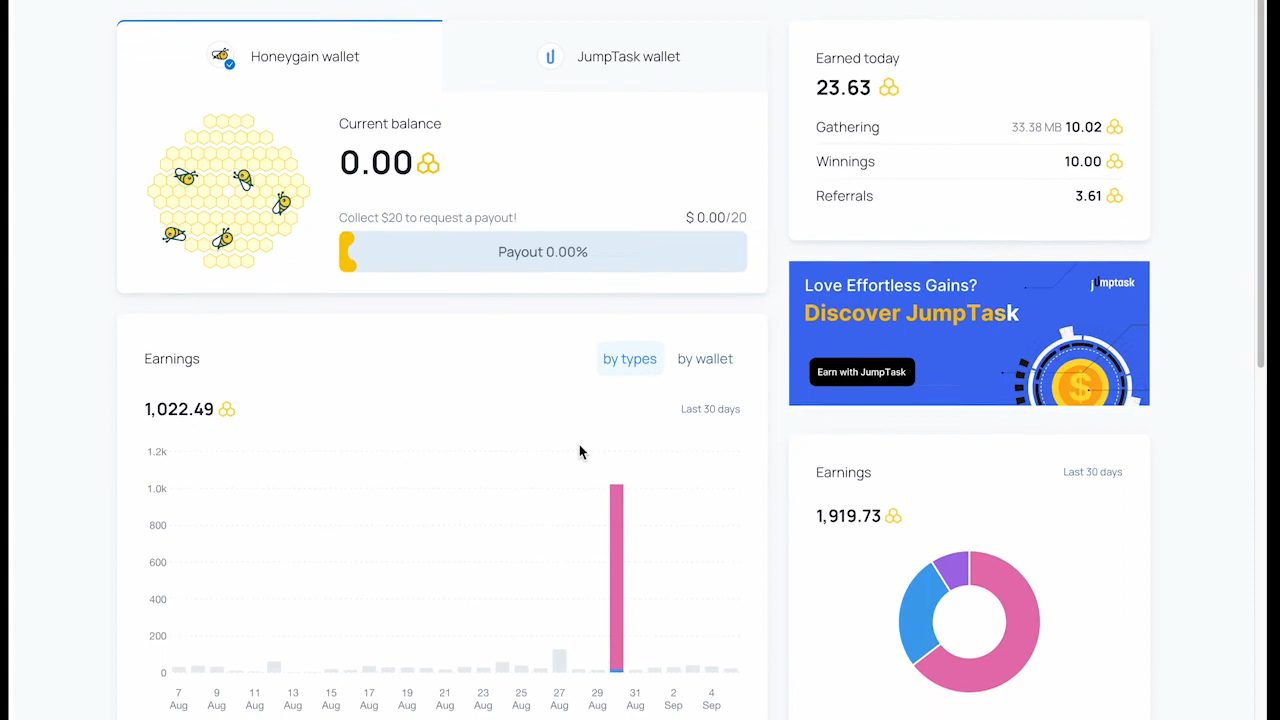 Honeygain wallet
JumpTask wallet
Current balance
0.00
Collect $20 to request a payout!
$ 0.00/20
Payout 0.00%
Earned today
23.63
Gathering 33.38 MB 10.02
Winnings 10.00
Referrals 3.61
Love Effortless Gains?
jumptask
Discover JumpTask
Earn with JumpTask
Earnings
by types
by wallet
1,022.49
Last 30 days
1.2k
1.0k
800
600
400
200
0
7 9 11 13 15 17 19 21 23 25 27 29 31 2 4
Aug Aug Aug Aug Aug Aug Aug Aug Aug Aug Aug Aug Aug Sep Sep
Earnings
Last 30 days
1,919.73
$